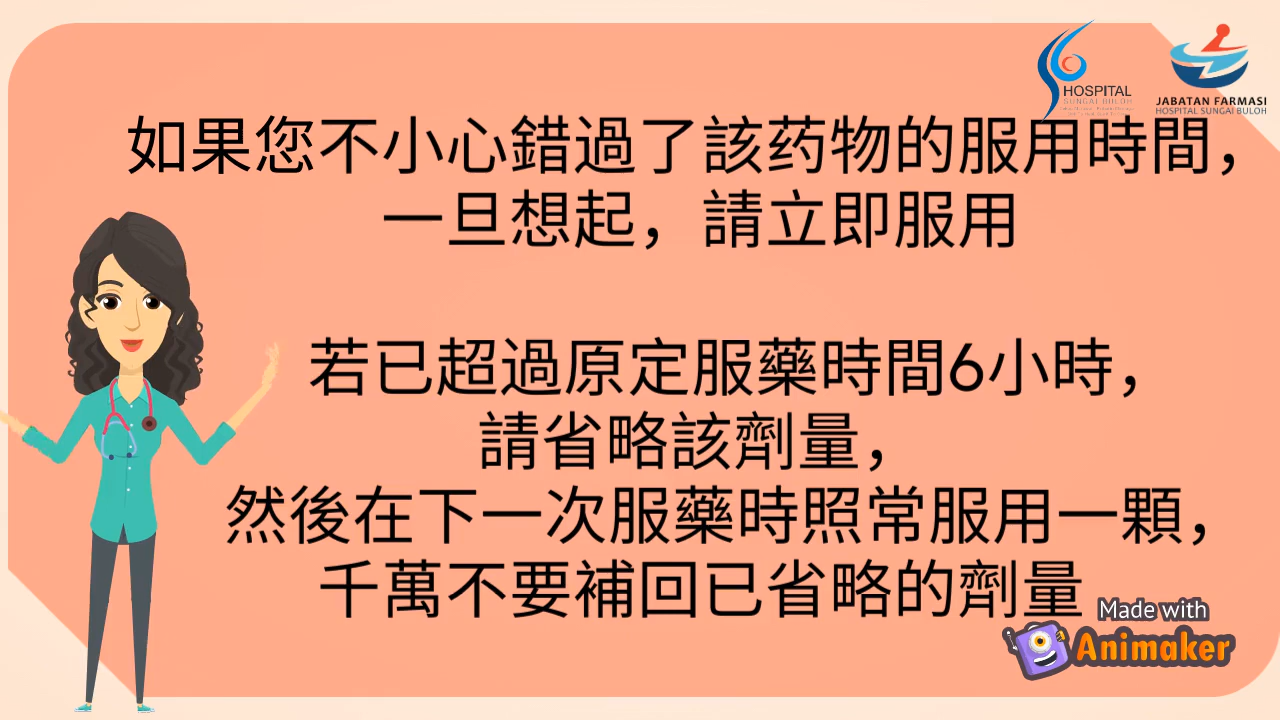 HOSPITAL
SUNGAI BULOH
JABATAN FARMASI
HOSPITAL SUNGAI BULOH
如果您不小心錯過了該药物的服用時間，
一旦想起，請立即服用
若已超過原定服藥時間6小時，
請省略該劑量，
然後在下一次服藥時照常服用一顆，
千萬不要補回已省略的劑量
Made with
Animaker